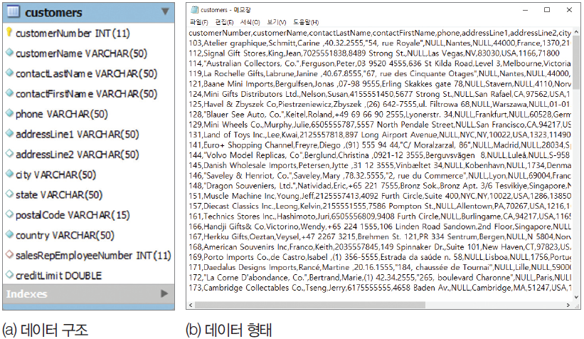 customers
customerNumber INT(11)
customerName VARCHAR(50)
contactLastName VARCHAR(50)
contactFirstName VARCHAR(50)
phone VARCHAR(50)
addressLine1 VARCHAR(50)
addressLine2 VARCHAR(50)
city VARCHAR(50)
state VARCHAR(50)
postalCode VARCHAR(15)
country VARCHAR(50)
salesRepEmployeeNumber INT(11)
creditLimit DOUBLE
Indexes
(a) 데이터 구조
customers - 메모장
파일(F) 편집(E) 서식(O) 보기(V) 도움말(H)
customerNumber,customerName,contactLastName,contactFirstName,phone,addressLine1,addressLine2,city
103,Atelier graphique,Schmitt,Carine ,40.32.2555,"54, rue Royale",NULL,Nantes,NULL,44000,France,1370,21
112,Signal Gift Stores,King,Jean,7025551838,8489 Strong St.,NULL,Las Vegas,NV,83030,USA,1166,71800
114,"Australian Collectors, Co.",Ferguson,Peter,03 9520 4555,636 St Kilda Road,Level 3,Melbourne,Victoria
119,La Rochelle Gifts,Labrune,Janine ,40.67.8555,"67, rue des Cinquante Otages",NULL,Nantes,NULL,44000,
121,Baane Mini Imports,Bergulfsen,Jonas ,07-98 9555,Erling Skakkes gate 78,NULL,Stavern,NULL,4110,Norw
124,Mini Gifts Distributors Ltd.,Nelson,Susan,4155551450,5677 Strong St.,NULL,San Rafael,CA,97562,USA,11
125,Havel & Zbyszek Co,Piestrzeniewicz,Zbyszek ,(26) 642-7555,ul. Filtrowa 68,NULL,Warszawa,NULL,01-01
128,"Blauer See Auto, Co.",Keitel,Roland,+49 69 66 90 2555,Lyonerstr. 34,NULL,Frankfurt,NULL,60528,Germ
129,Mini Wheels Co.,Murphy,Julie,6505555787,5557 North Pendale Street,NULL,San Francisco,CA,94217,US
131,Land of Toys Inc.,Lee,Kwai,2125557818,897 Long Airport Avenue,NULL,NYC,NY,10022,USA,1323,11490
141,Euro+ Shopping Channel,Freyre,Diego ,(91) 555 94 44,"C/ Moralzarzal, 86",NULL,Madrid,NULL,28034,Sp
144,"Volvo Model Replicas, Co",Berglund,Christina ,0921-12 3555,Berguvsvägen  8,NULL,Luleå,NULL,S-958
145,Danish Wholesale Imports,Petersen,Jytte ,31 12 3555,Vinbæltet 34,NULL,Kobenhavn,NULL,1734,Denma
146,"Saveley & Henriot, Co.",Saveley,Mary ,78.32.5555,"2, rue du Commerce",NULL,Lyon,NULL,69004,Franc
148,"Dragon Souveniers, Ltd.",Natividad,Eric,+65 221 7555,Bronz Sok.,Bronz Apt. 3/6 Tesvikiye,Singapore,N
151,Muscle Machine Inc,Young,Jeff,2125557413,4092 Furth Circle,Suite 400,NYC,NY,10022,USA,1286,13850
157,Diecast Classics Inc.,Leong,Kelvin,2155551555,7586 Pompton St.,NULL,Allentown,PA,70267,USA,1216,1
161,Technics Stores Inc.,Hashimoto,Juri,6505556809,9408 Furth Circle,NULL,Burlingame,CA,94217,USA,1165
166,Handji Gifts& Co,Victorino,Wendy,+65 224 1555,106 Linden Road Sandown,2nd Floor,Singapore,NULL,
167,Herkku Gifts,Oeztan,Veysel,+47 2267 3215,Brehmen St. 121,PR 334 Sentrum,Bergen,NULL,N 5804,Norv
168,American Souvenirs Inc,Franco,Keith,2035557845,149 Spinnaker Dr.,Suite 101,New Haven,CT,97823,US
169,Porto Imports Co.,de Castro,Isabel ,(1) 356-5555,Estrada da saúde n. 58,NULL,Lisboa,NULL,1756,Portug
171,Daedalus Designs Imports,Rancé,Martine ,20.16.1555,"184, chaussée de Tournai",NULL,Lille,NULL,59000
172,"La Corne D'abondance, Co.",Bertrand,Marie,(1) 42.34.2555,"265, boulevard Charonne",NULL,Paris,NULL
173,Cambridge Collectables Co.,Tseng,Jerry,6175555555,4658 Baden Av.,NULL,Cambridge,MA,51247,USA,
(b) 데이터 형태